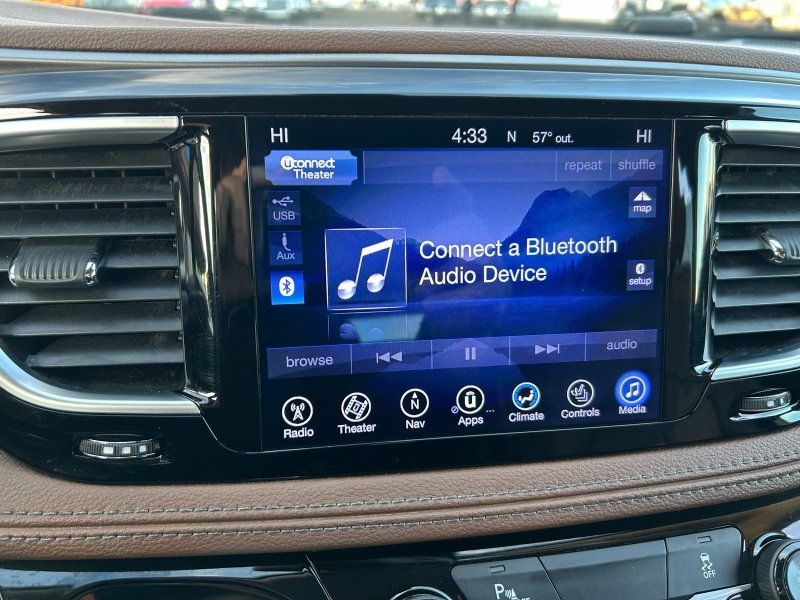 HI 4:33 N 57° out. HI
Uconnect
Theater
repeat shuffle
USB
map
Aux
Connect a Bluetooth
Audio Device
setup
browse audio
Radio Theater Nav Apps Climate Controls Media
N
P OFF
OFF